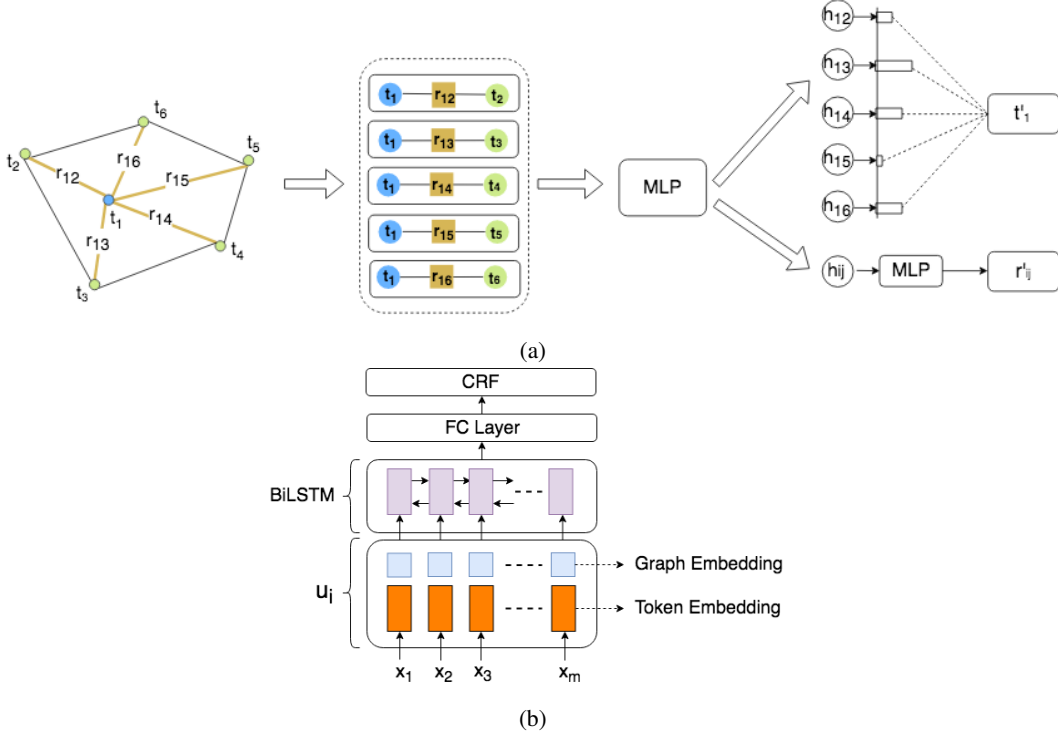 t₆
t₂
t₅
r₁₂
r₁₆
r₁₅
t₁
r₁₄
r₁₃
t₄
t₃
t₁ r₁₂ t₂
t₁ r₁₃ t₃
t₁ r₁₄ t₄
t₁ r₁₅ t₅
t₁ r₁₆ t₆
MLP
h₁₂
h₁₃
h₁₄
h₁₅
h₁₆
t'₁
hij MLP r'ᵢⱼ
(a)
CRF
FC Layer
BiLSTM
uᵢ
Graph Embedding
Token Embedding
x₁ x₂ x₃ xₘ
(b)